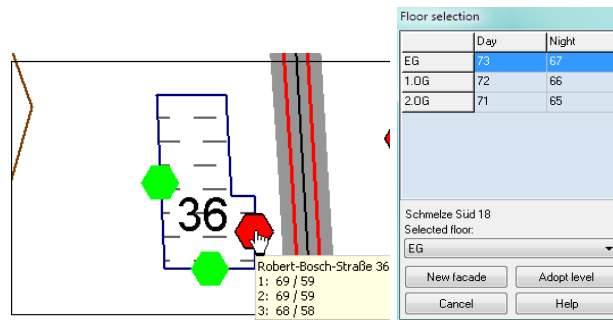 36
Robert-Bosch-Straße 36
1: 69 / 59
2: 69 / 59
3: 68 / 58
Floor selection
Day Night
EG 73 67
1.OG 72 66
2.OG 71 65
Schmelze Süd 18
Selected floor:
EG
New facade Adopt level
Cancel Help